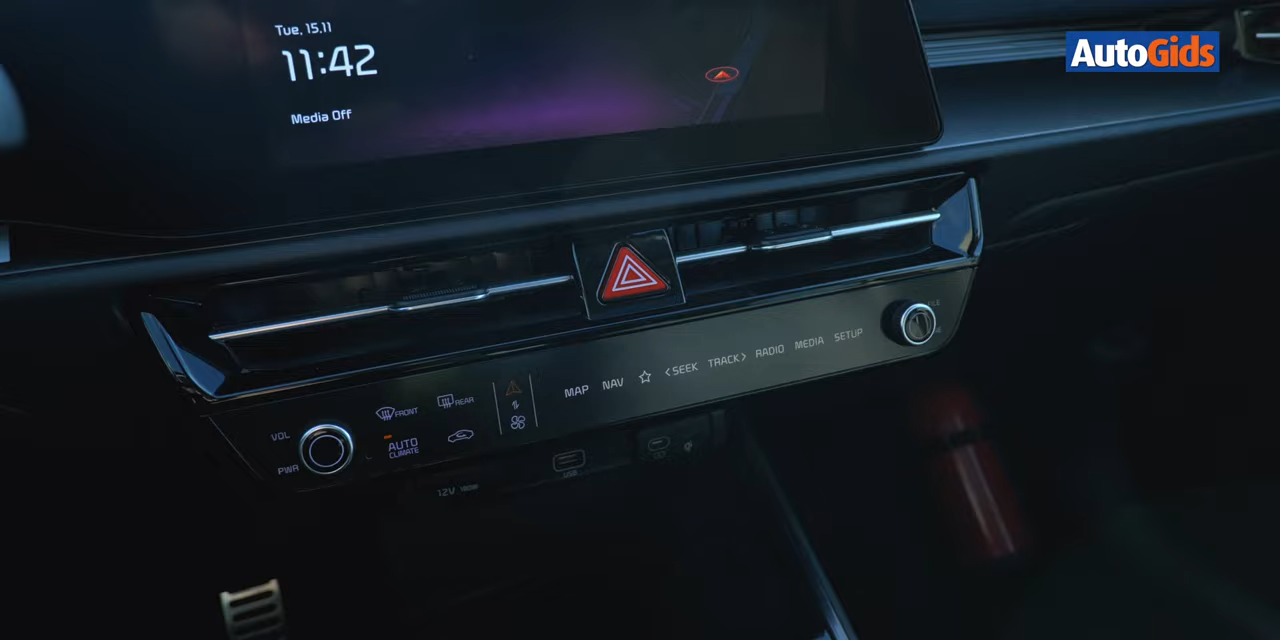 AutoGids
Tue, 15.11
11:42
Media Off
MAP NAV < SEEK TRACK > RADIO MEDIA SETUP
VOL
PWR
FRONT
REAR
AUTO
CLIMATE
12V
USB